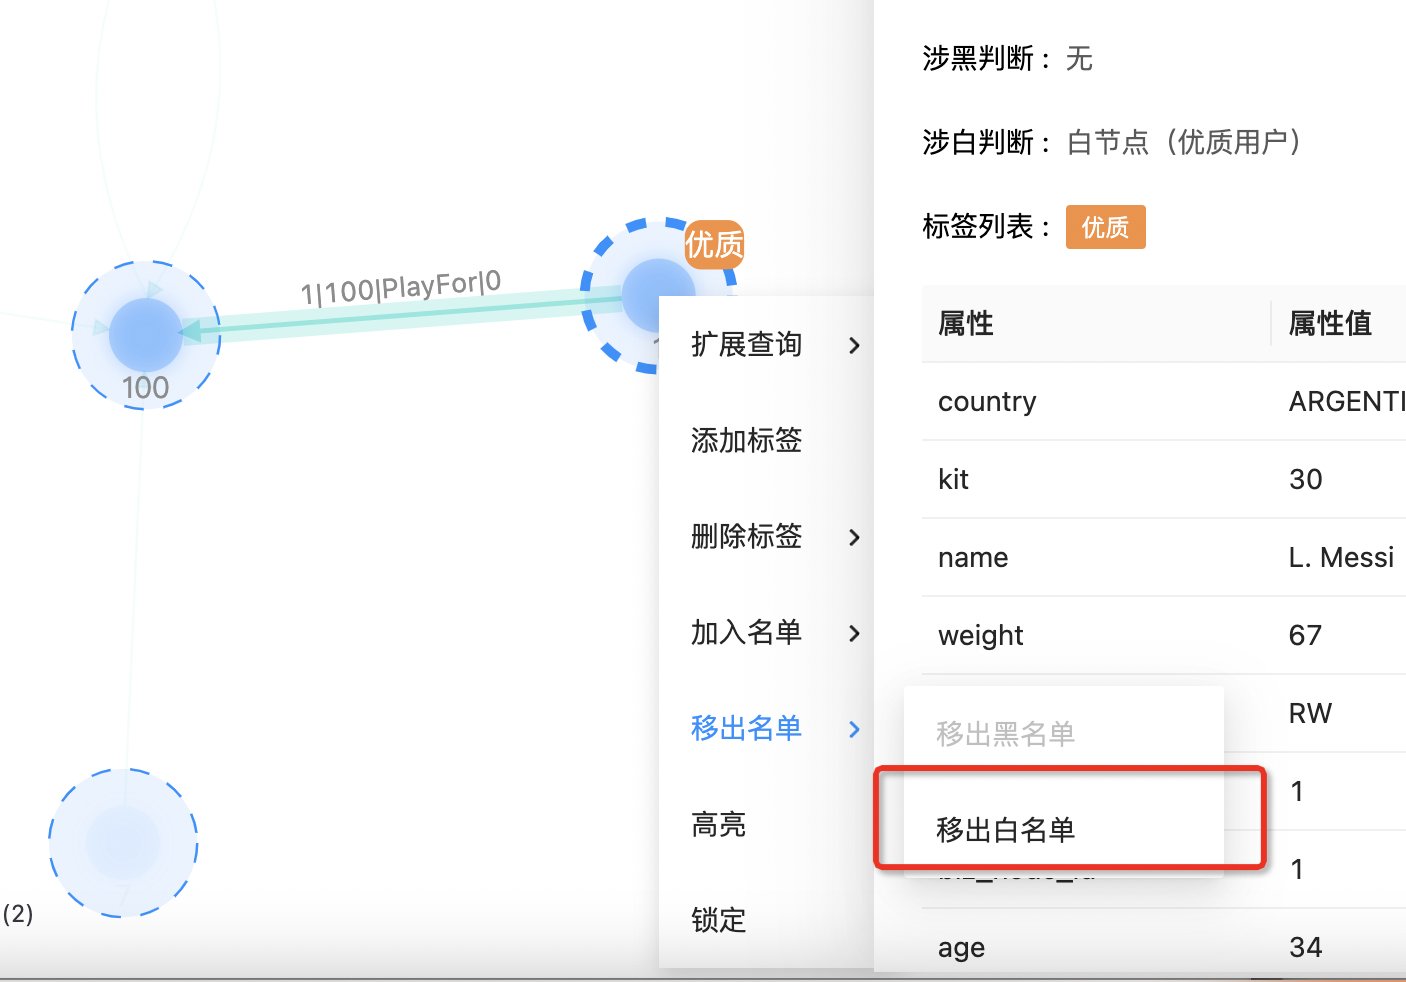 涉黑判断： 无
涉白判断： 白节点（优质用户）
标签列表： 优质
优质
1|100|PlayFor|0
100
7
(2)
扩展查询
添加标签
删除标签
加入名单
移出名单
高亮
锁定
移出黑名单
移出白名单
属性 属性值
country ARGENTI
kit 30
name L. Messi
weight 67
RW
1
1
age 34